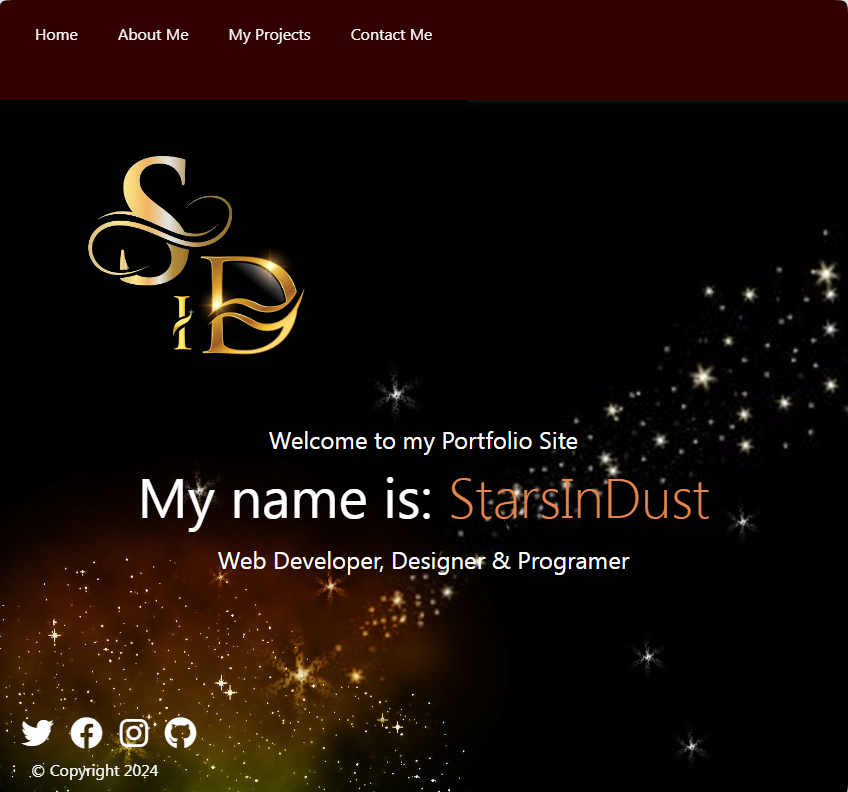 Home About Me My Projects Contact Me
S
i D
Welcome to my Portfolio Site
My name is: StarsInDust
Web Developer, Designer & Programer
© Copyright 2024